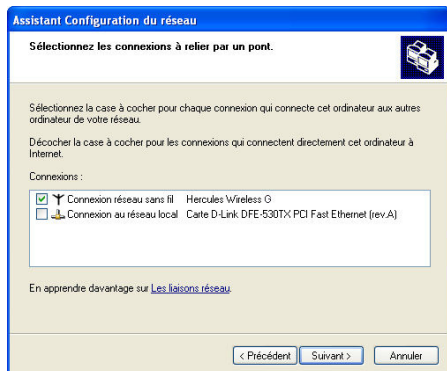 Assistant Configuration du réseau
Sélectionnez les connexions à relier par un pont.
Sélectionnez la case à cocher pour chaque connexion qui connecte cet ordinateur aux autres
ordinateur de votre réseau.
Décocher la case à cocher pour les connexions qui connectent directement cet ordinateur à
Internet.
Connexions :
Connexion réseau sans fil Hercules Wireless G
Connexion au réseau local Carte D-Link DFE-530TX PCI Fast Ethernet (rev.A)
En apprendre davantage sur Les liaisons réseau.
< Précédent Suivant > Annuler